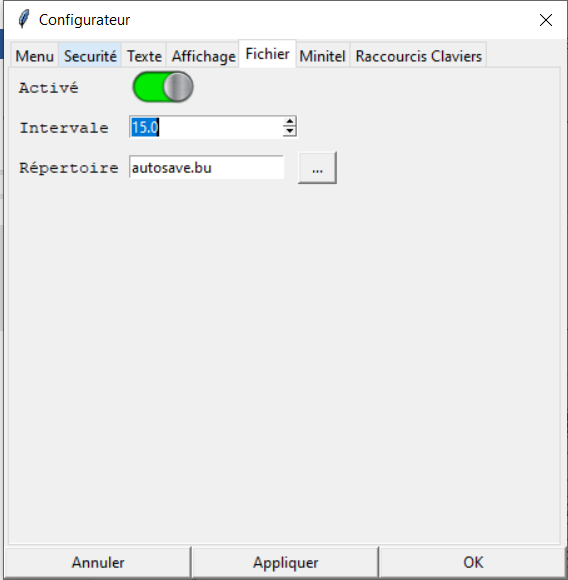 Configurateur
Menu Securité Texte Affichage Fichier Minitel Raccourcis Claviers
Activé
Intervale 15.0
Répertoire autosave.bu ...
Annuler Appliquer OK